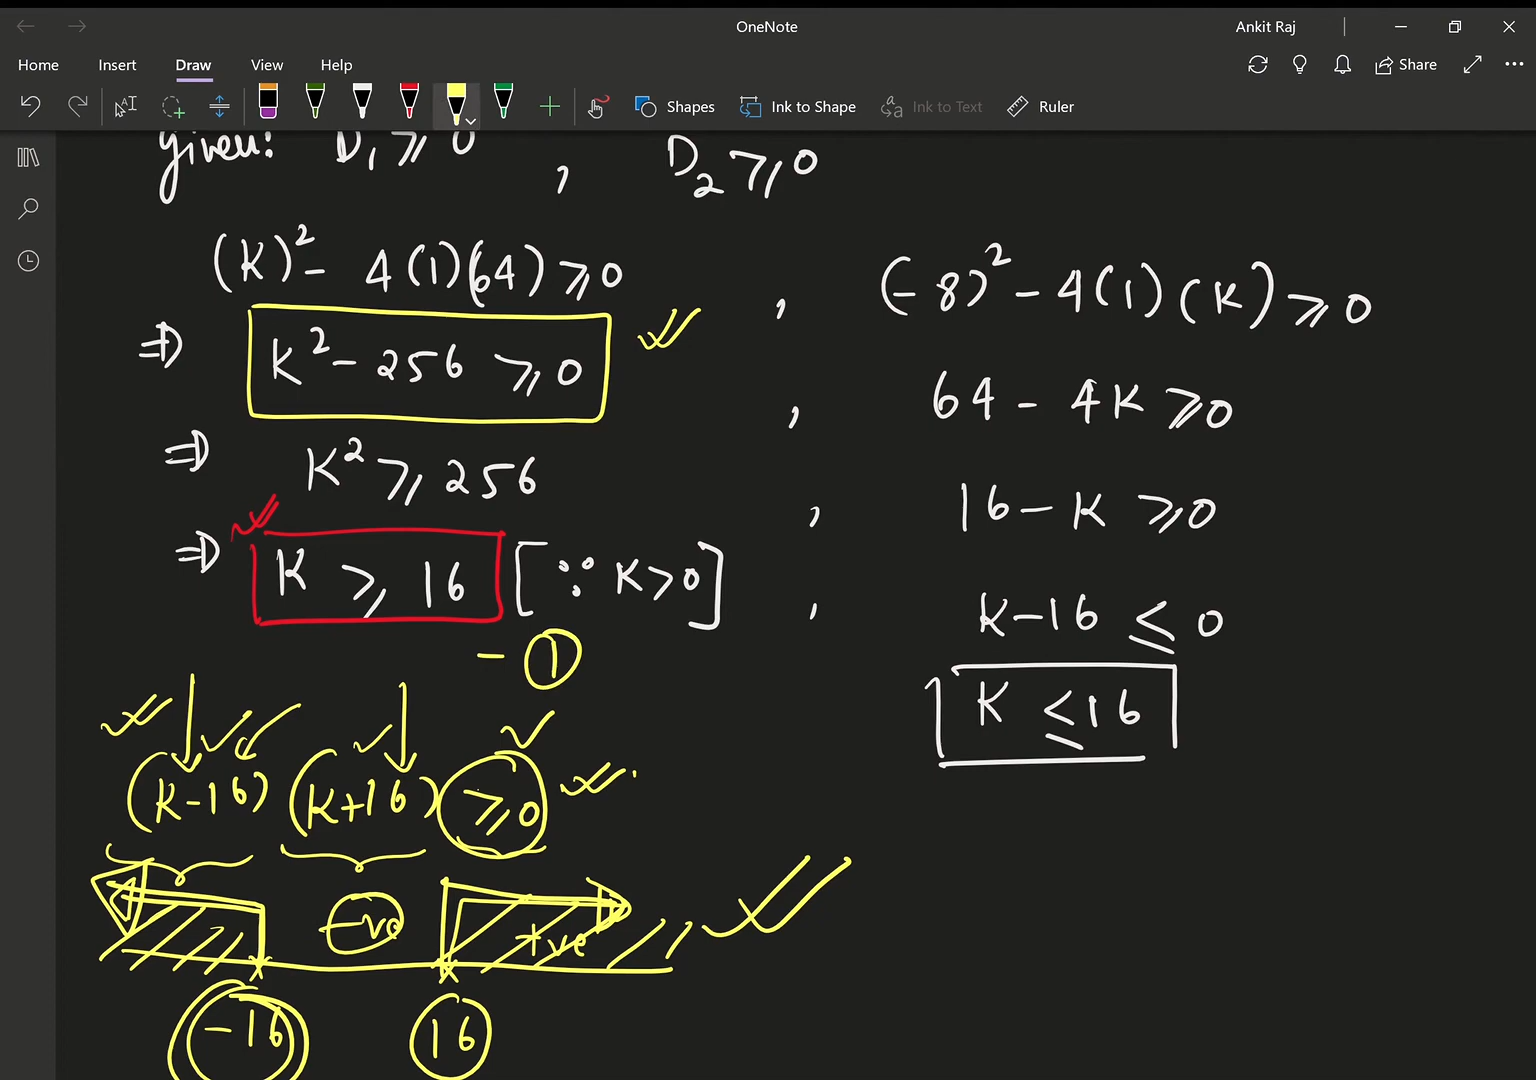 OneNote
Ankit Raj
Home Insert Draw View Help
Share
Shapes Ink to Shape Ink to Text Ruler
given: D₁ ⩾ 0 , D₂ ⩾ 0
(K)² - 4(1)(64) ⩾ 0 , (-8)² - 4(1)(K) ⩾ 0
⇒ K² - 256 ⩾ 0
, 64 - 4K ⩾ 0
⇒ K² ⩾ 256
, 16 - K ⩾ 0
⇒ K ⩾ 16 [∵ K > 0]
, K - 16 ≤ 0
- ①
K ≤ 16
(K-16) (K+16) ⩾ 0
-ve +ve
-16 16